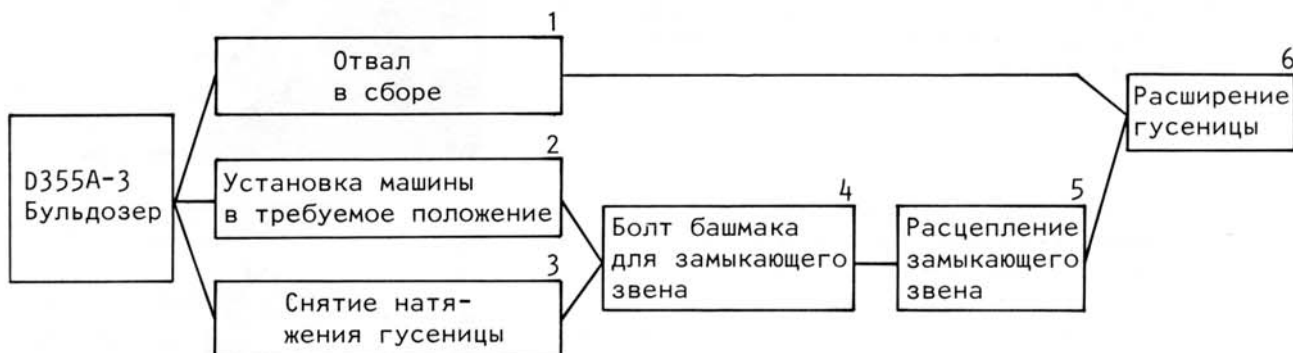 D355A-3
Бульдозер
1
Отвал
в сборе
2
Установка машины
в требуемое положение
3
Снятие натя-
жения гусеницы
4
Болт башмака
для замыкающего
звена
5
Расцепление
замыкающего
звена
6
Расширение
гусеницы